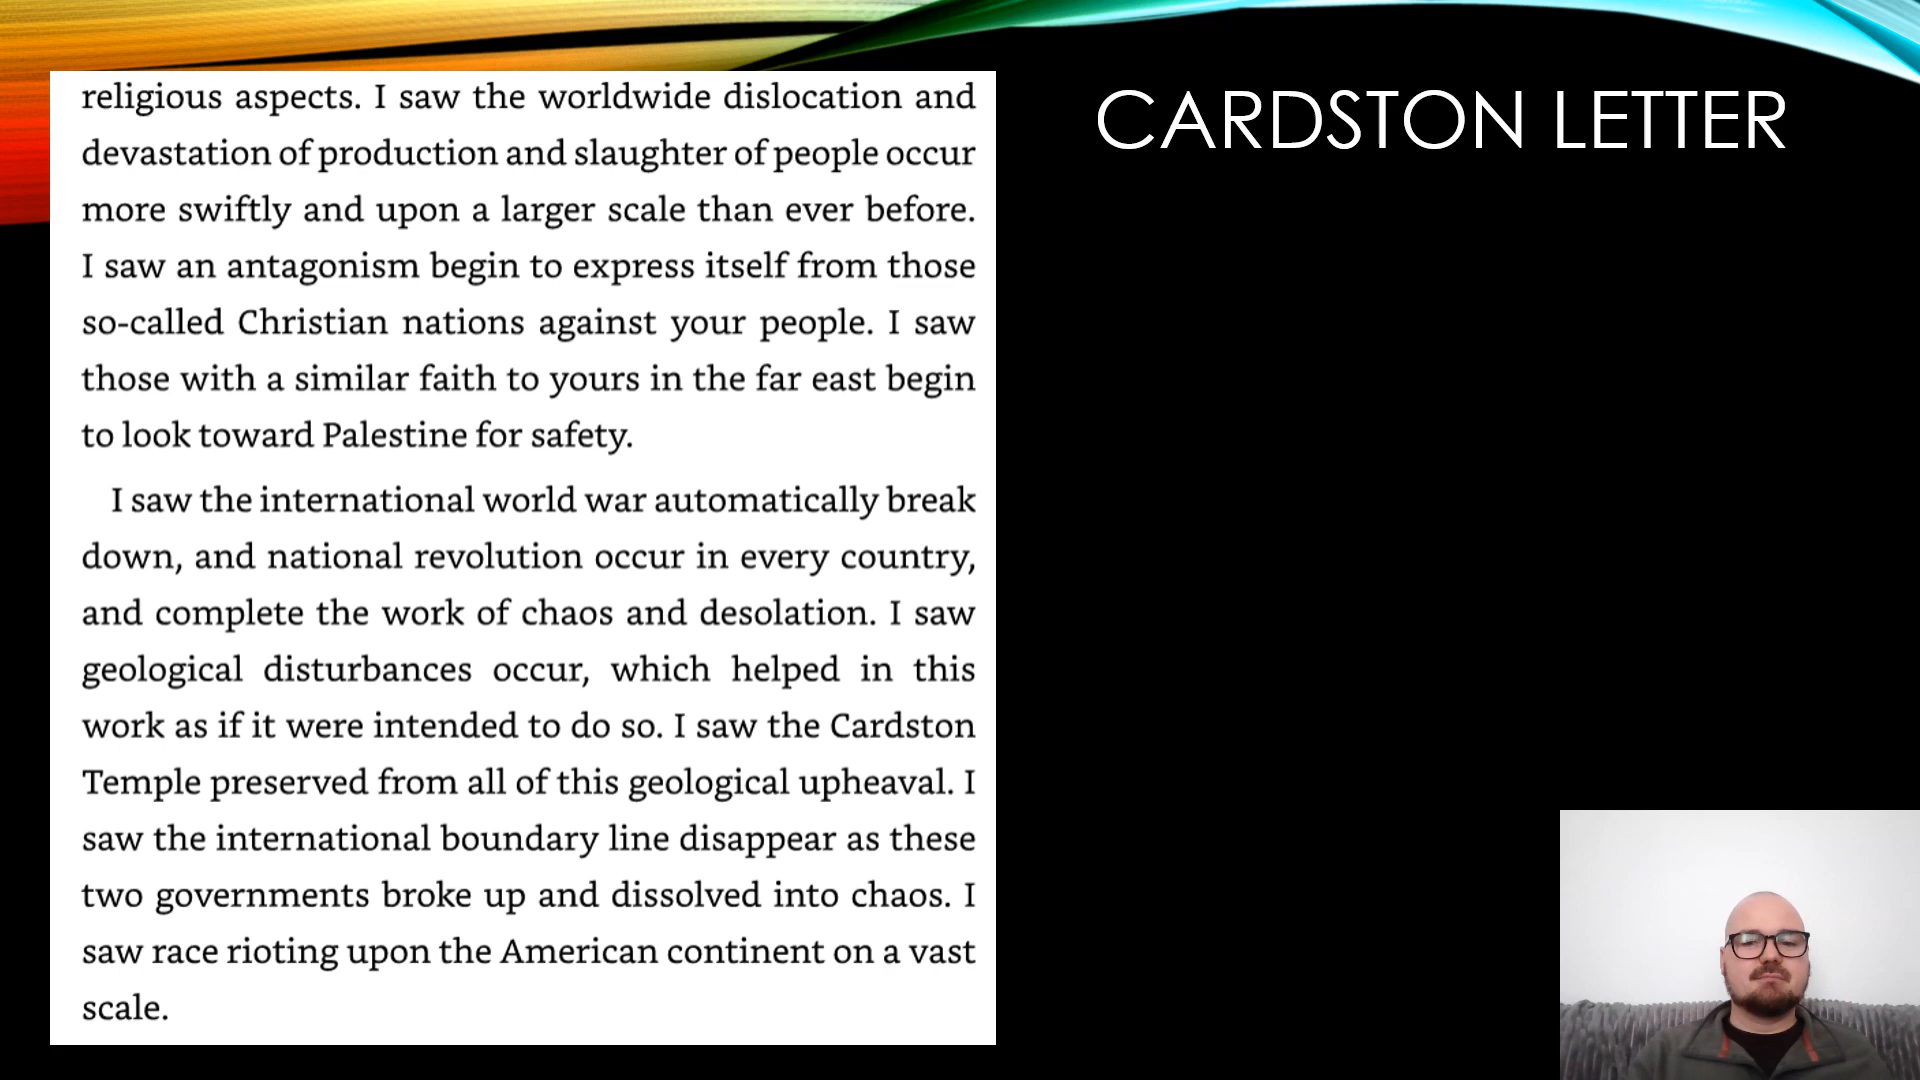 CARDSTON LETTER
religious aspects. I saw the worldwide dislocation and
devastation of production and slaughter of people occur
more swiftly and upon a larger scale than ever before.
I saw an antagonism begin to express itself from those
so-called Christian nations against your people. I saw
those with a similar faith to yours in the far east begin
to look toward Palestine for safety.
I saw the international world war automatically break
down, and national revolution occur in every country,
and complete the work of chaos and desolation. I saw
geological disturbances occur, which helped in this
work as if it were intended to do so. I saw the Cardston
Temple preserved from all of this geological upheaval. I
saw the international boundary line disappear as these
two governments broke up and dissolved into chaos. I
saw race rioting upon the American continent on a vast
scale.